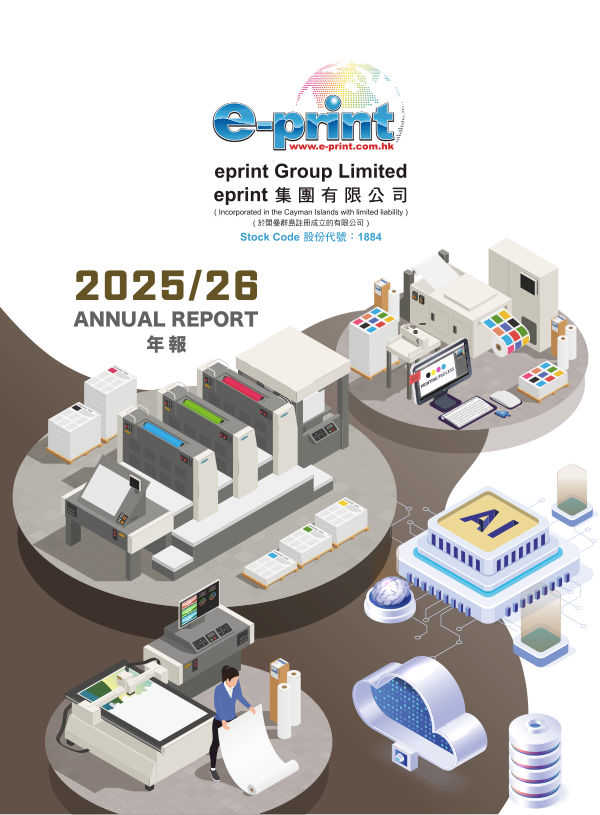 e-print
www.e-print.com.hk
eprint Group Limited
eprint 集團有限公司
( Incorporated in the Cayman Islands with limited liability )
( 於開曼群島註冊成立的有限公司 )
Stock Code 股份代號：1884
2025/26
ANNUAL REPORT
年報
PRINTING PROCESS
AI